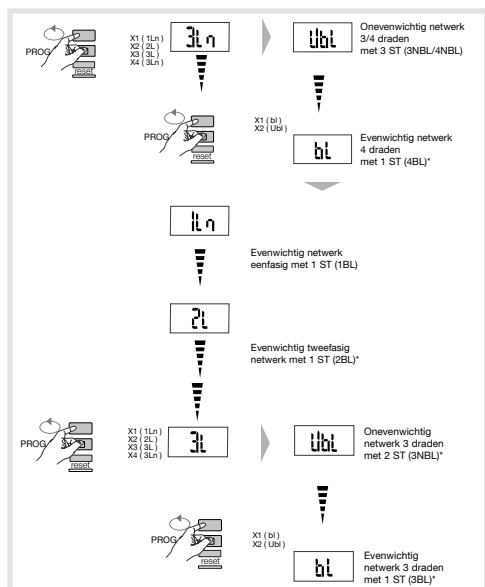 PROG
reset
X1 ( 1Ln )
X2 ( 2L )
X3 ( 3L )
X4 ( 3Ln )
3Ln
Ubl
Onevenwichtig netwerk
3/4 draden
met 3 ST (3NBL/4NBL)
PROG
reset
X1 ( bl )
X2 ( Ubl )
bl
Evenwichtig netwerk
4 draden
met 1 ST (4BL)*
1Ln
Evenwichtig netwerk
eenfasig met 1 ST (1BL)
2L
Evenwichtig tweefasig
netwerk met 1 ST (2BL)*
PROG
reset
X1 ( 1Ln )
X2 ( 2L )
X3 ( 3L )
X4 ( 3Ln )
3L
Ubl
Onevenwichtig
netwerk 3 draden
met 2 ST (3NBL)*
PROG
reset
X1 ( bl )
X2 ( Ubl )
bl
Evenwichtig
netwerk 3 draden
met 1 ST (3BL)*